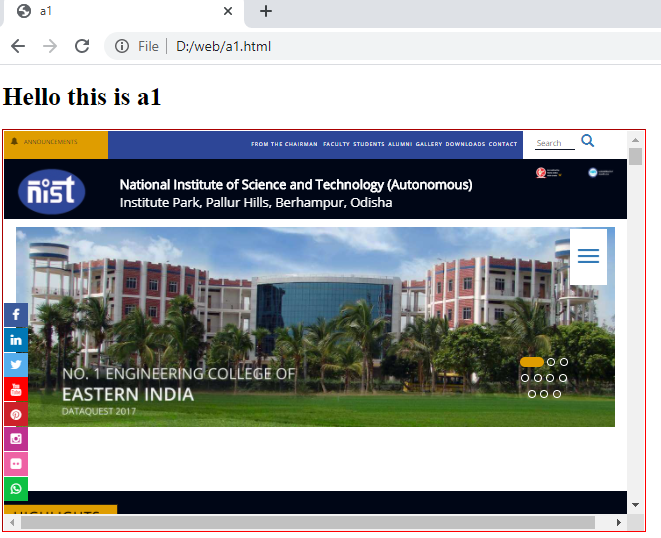 a1
File D:/web/a1.html
Hello this is a1
ANNOUNCEMENTS
FROM THE CHAIRMAN FACULTY STUDENTS ALUMNI GALLERY DOWNLOADS CONTACT
Search
nist
National Institute of Science and Technology (Autonomous)
Institute Park, Pallur Hills, Berhampur, Odisha
NO. 1 ENGINEERING COLLEGE OF
EASTERN INDIA
DATAQUEST 2017
HIGHLIGHTS